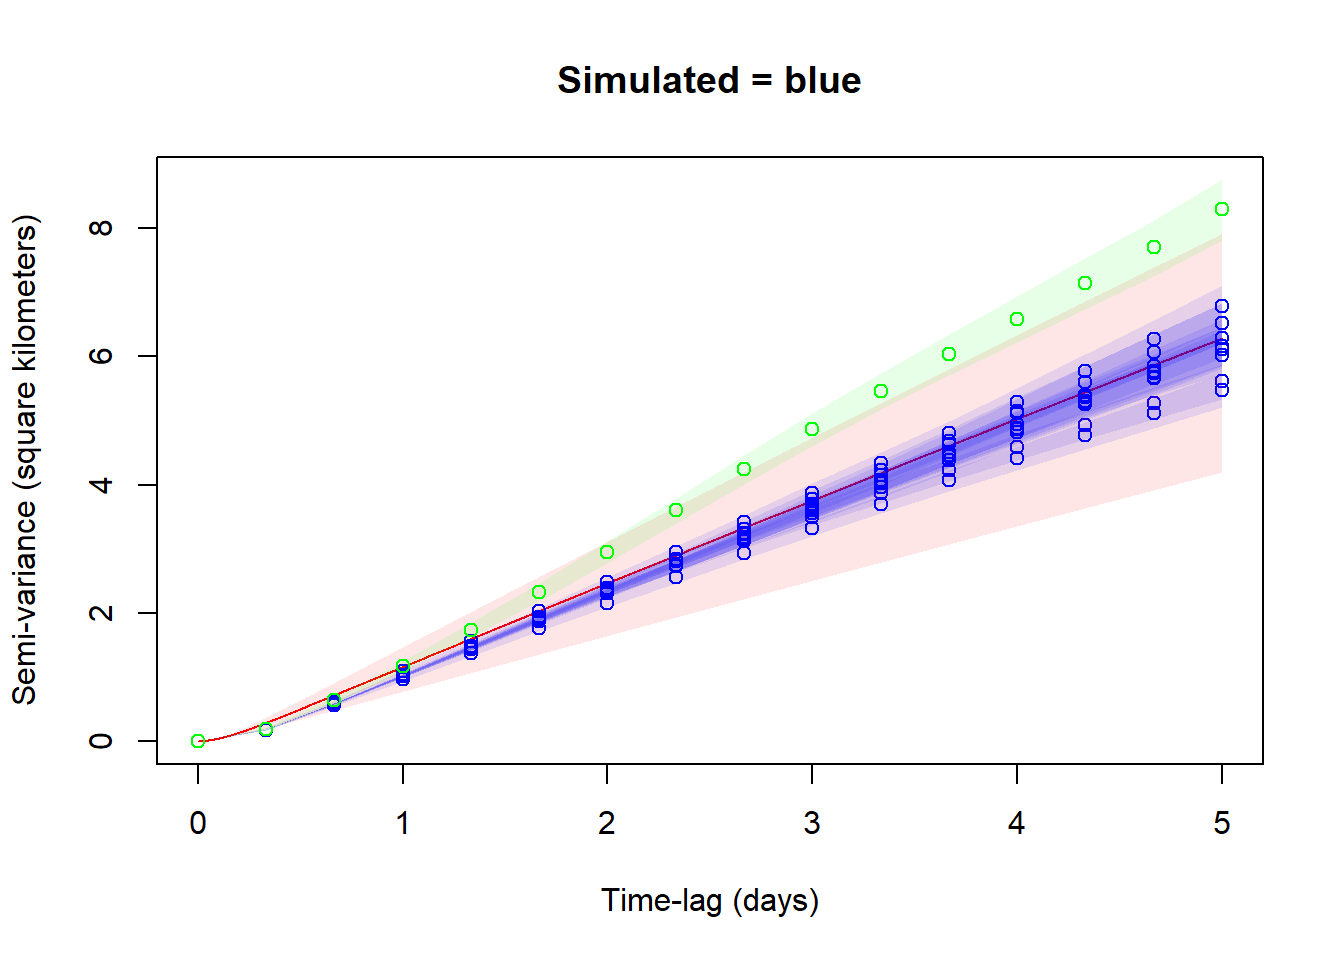 Simulated = blue
Semi-variance (square kilometers)
8
6
4
2
0
0 1 2 3 4 5
Time-lag (days)